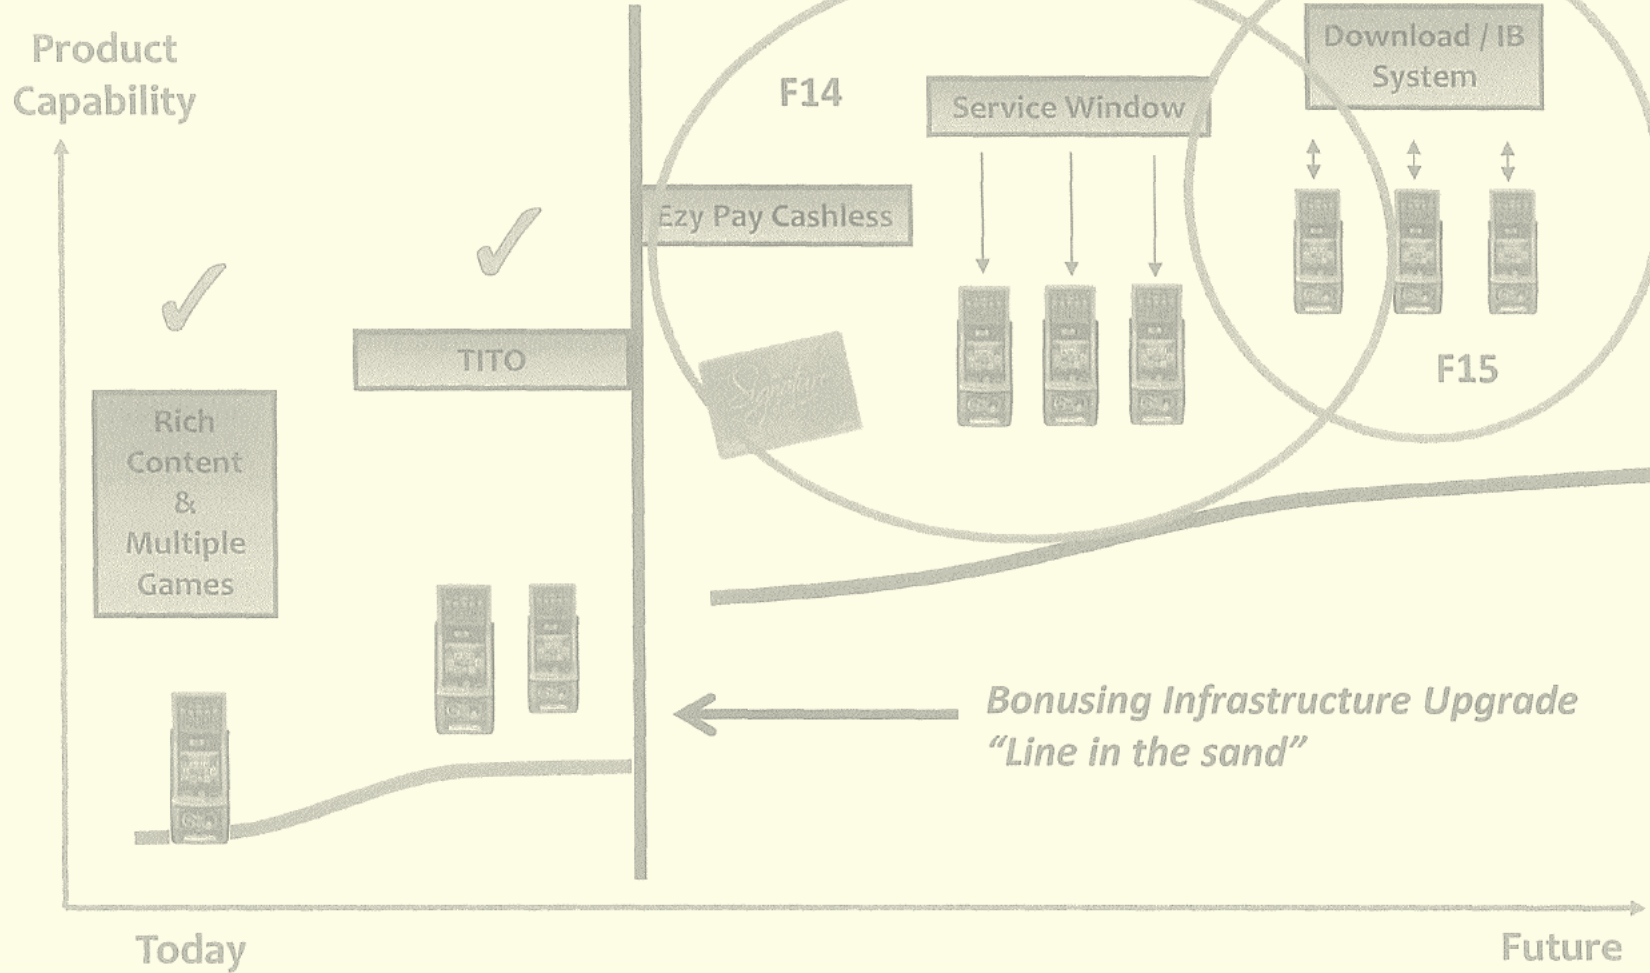 Product
Capability
F14
Service Window
Download / IB
System
Ezy Pay Cashless
TITO
Signature
F15
Rich
Content
&
Multiple
Games
Bonusing Infrastructure Upgrade
“Line in the sand”
Today
Future